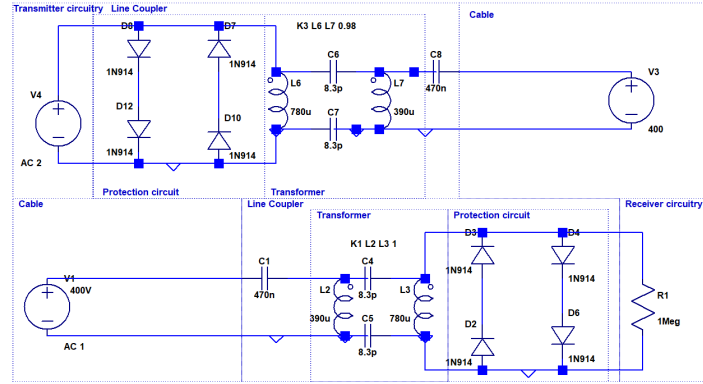 Transmitter circuitry
Line Coupler
Cable
D8
D7
K3 L6 L7 0.98
C6
C8
V3
1N914
1N914
L6
L7
8.3p
470n
V4
780u
390u
D12
D10
C7
400
1N914
1N914
8.3p
AC 2
Protection circuit
Transformer
Cable
Line Coupler
Transformer
Protection circuit
Receiver circuitry
D3
D4
K1 L2 L3 1
C1
C4
V1
400V
1N914
1N914
L2
L3
R1
470n
8.3p
390u
780u
D2
D6
1Meg
C5
AC 1
8.3p
1N914
1N914